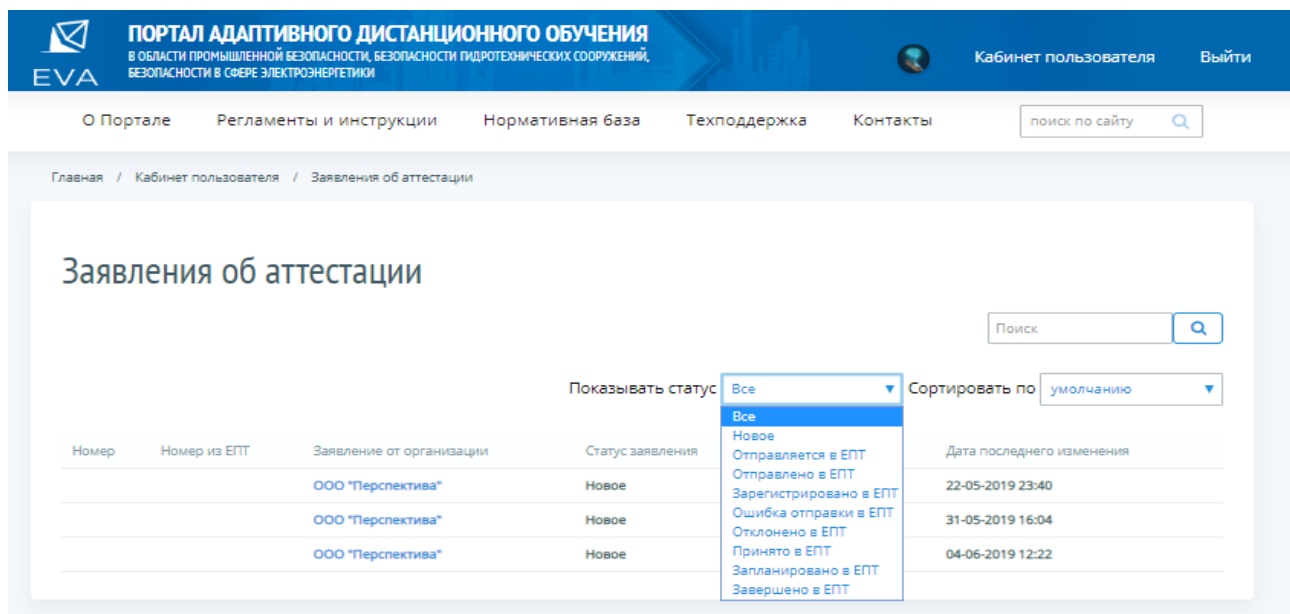 ПОРТАЛ АДАПТИВНОГО ДИСТАНЦИОННОГО ОБУЧЕНИЯ
В ОБЛАСТИ ПРОМЫШЛЕННОЙ БЕЗОПАСНОСТИ, БЕЗОПАСНОСТИ ГИДРОТЕХНИЧЕСКИХ СООРУЖЕНИЙ,
БЕЗОПАСНОСТИ В СФЕРЕ ЭЛЕКТРОЭНЕРГЕТИКИ
EVA
Кабинет пользователя Выйти
О Портале Регламенты и инструкции Нормативная база Техподдержка Контакты поиск по сайту
Главная / Кабинет пользователя / Заявления об аттестации
Заявления об аттестации
Поиск
Показывать статус Все Сортировать по умолчанию
Все
Новое
Отправляется в ЕПТ
Отправлено в ЕПТ
Зарегистрировано в ЕПТ
Ошибка отправки в ЕПТ
Отклонено в ЕПТ
Принято в ЕПТ
Запланировано в ЕПТ
Завершено в ЕПТ
Номер Номер из ЕПТ Заявление от организации Статус заявления Дата последнего изменения
ООО "Перспектива" Новое 22-05-2019 23:40
ООО "Перспектива" Новое 31-05-2019 16:04
ООО "Перспектива" Новое 04-06-2019 12:22